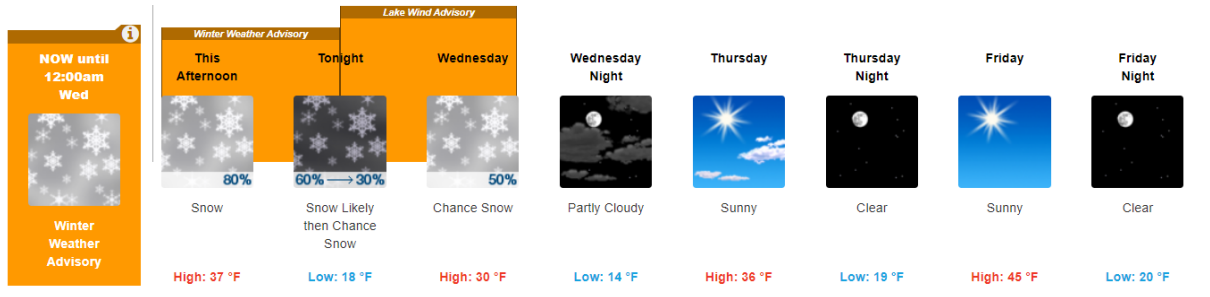 NOW until
12:00am
Wed
Winter
Weather
Advisory
Lake Wind Advisory
Winter Weather Advisory
This
Afternoon
80%
Snow
High: 37 °F
Tonight
60% → 30%
Snow Likely
then Chance
Snow
Low: 18 °F
Wednesday
50%
Chance Snow
High: 30 °F
Wednesday
Night
Partly Cloudy
Low: 14 °F
Thursday
Sunny
High: 36 °F
Thursday
Night
Clear
Low: 19 °F
Friday
Sunny
High: 45 °F
Friday
Night
Clear
Low: 20 °F